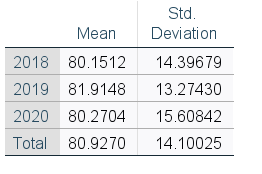 Mean Std. Deviation
2018 80.1512 14.39679
2019 81.9148 13.27430
2020 80.2704 15.60842
Total 80.9270 14.10025